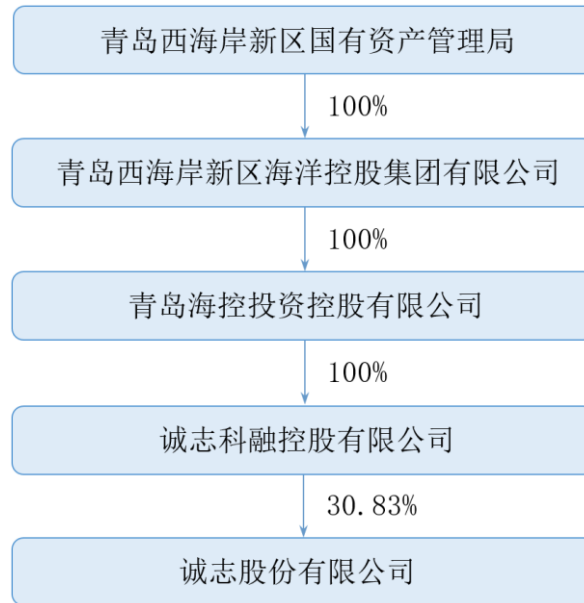 青岛西海岸新区国有资产管理局
100%
青岛西海岸新区海洋控股集团有限公司
100%
青岛海控投资控股有限公司
100%
诚志科融控股有限公司
30.83%
诚志股份有限公司